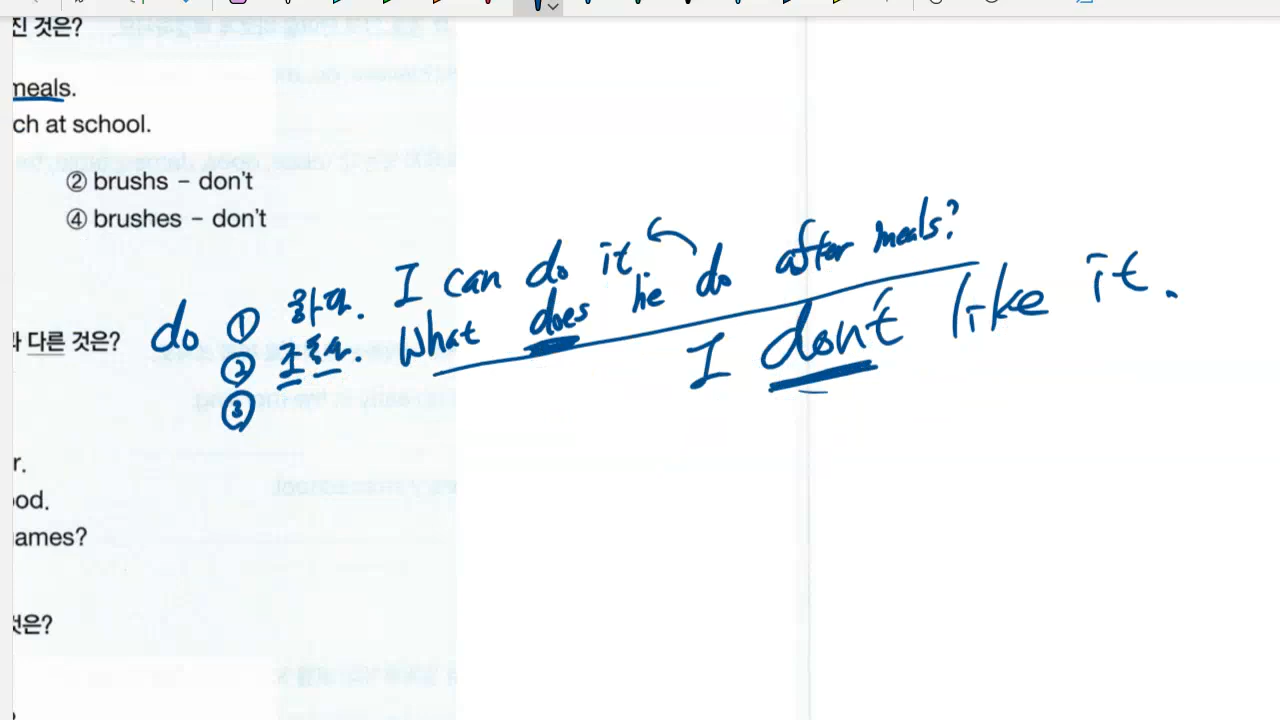 진 것은?
meals.
ch at school.
② brushs – don't
④ brushes – don't
do ① 하다. I can do it.
② 조동사. What does he do after meals?
③
I don't like it.
다른 것은?
r.
ood.
games?
것은?